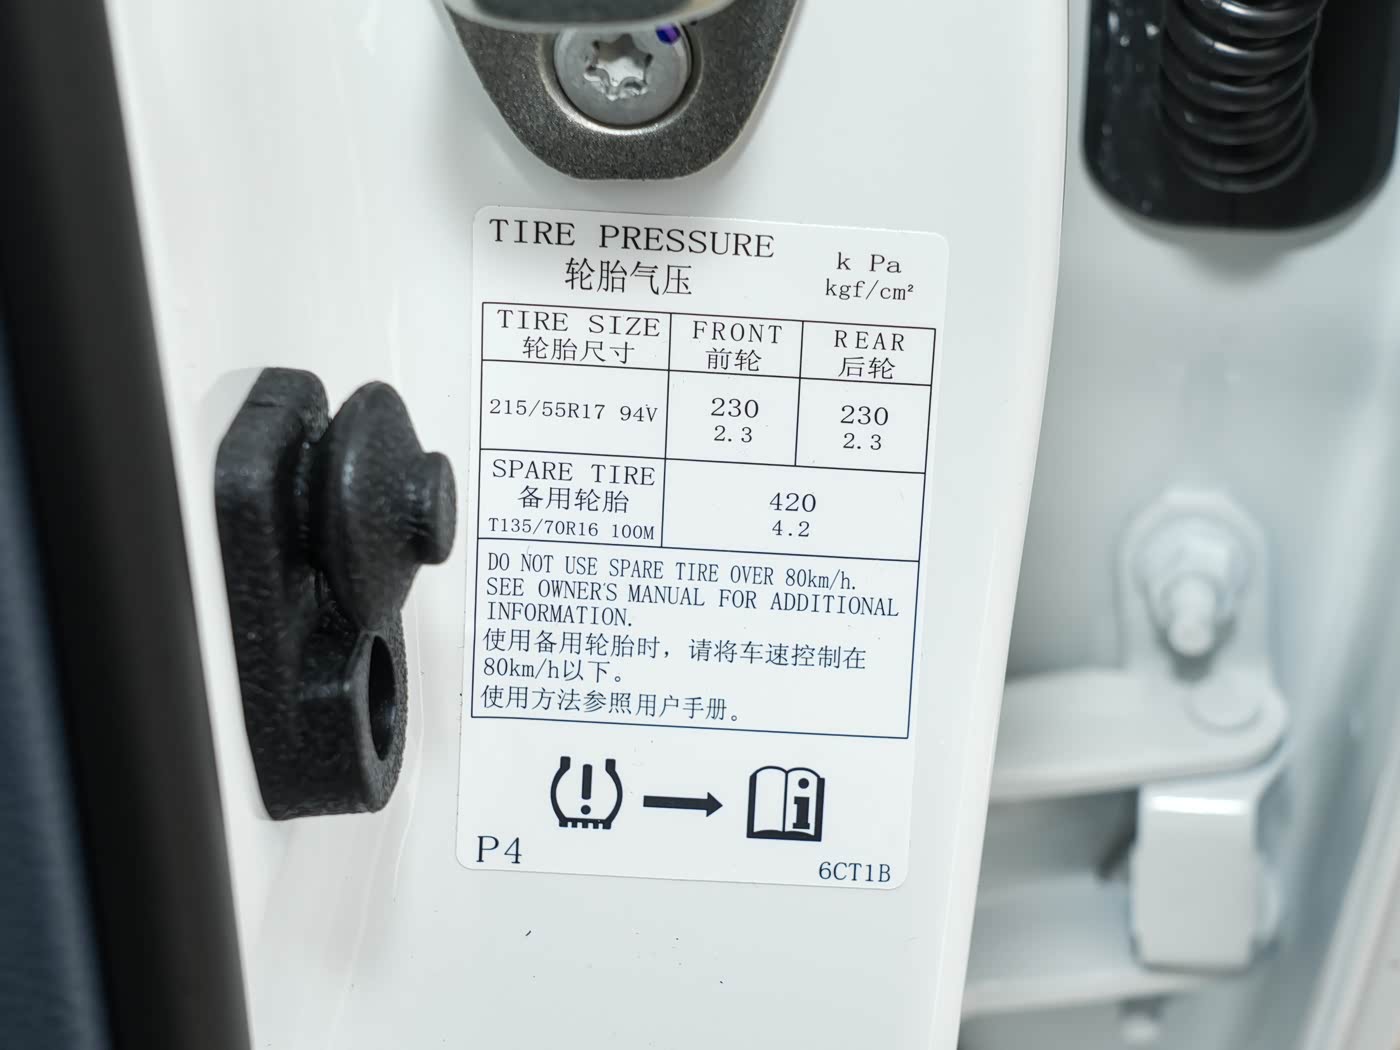 TIRE PRESSURE
轮胎气压
k Pa
kgf/cm²
TIRE SIZE
轮胎尺寸
FRONT
前轮
REAR
后轮
215/55R17 94V
230
2.3
230
2.3
SPARE TIRE
备用轮胎
T135/70R16 100M
420
4.2
DO NOT USE SPARE TIRE OVER 80km/h.
SEE OWNER'S MANUAL FOR ADDITIONAL
INFORMATION.
使用备用轮胎时，请将车速控制在
80km/h以下。
使用方法参照用户手册。
P4
6CT1B